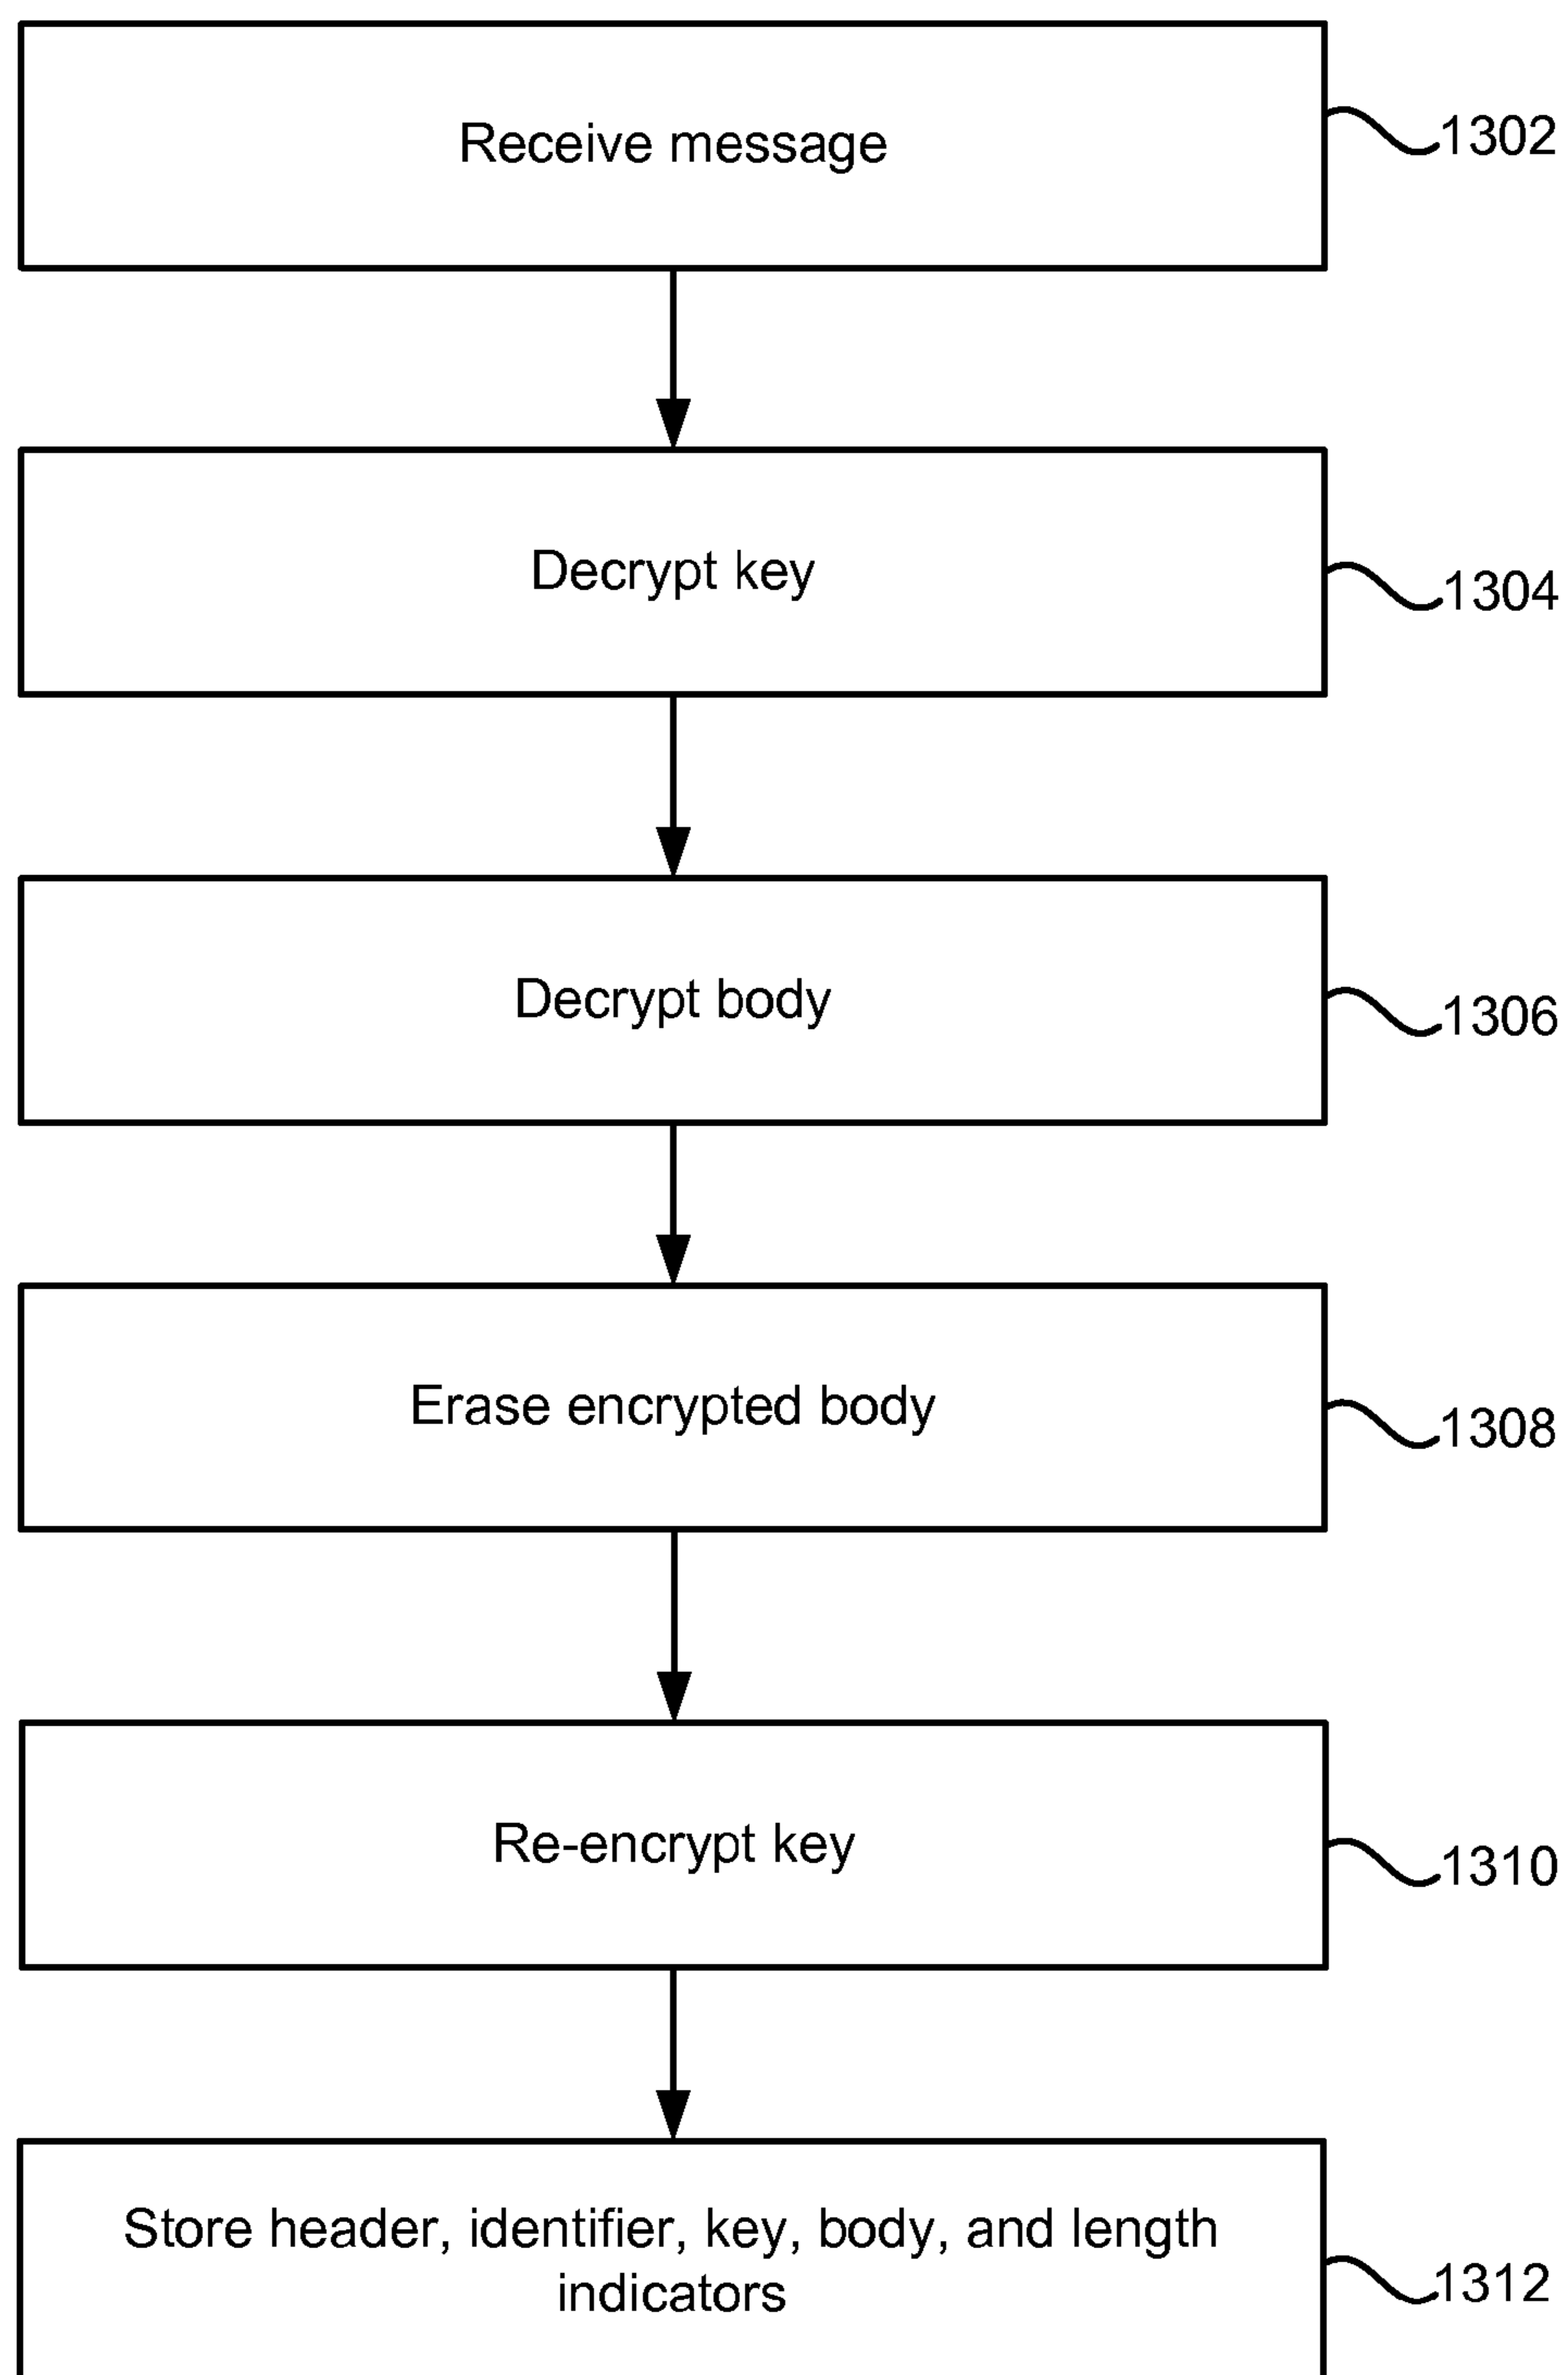 Receive message
1302
Decrypt key
1304
Decrypt body
1306
Erase encrypted body
1308
Re-encrypt key
1310
Store header, identifier, key, body, and length
indicators
1312